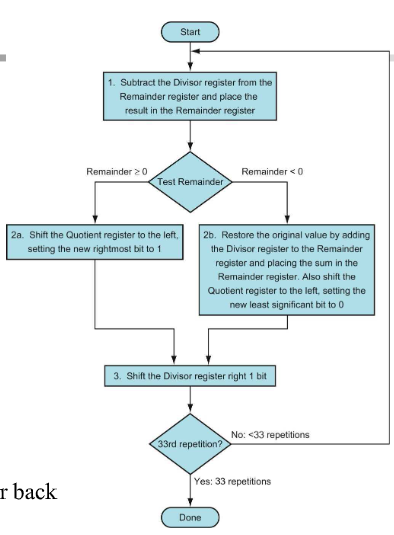 Start
1. Subtract the Divisor register from the
Remainder register and place the
result in the Remainder register
Remainder ≥ 0
Remainder < 0
Test Remainder
2a. Shift the Quotient register to the left,
setting the new rightmost bit to 1
2b. Restore the original value by adding
the Divisor register to the Remainder
register and placing the sum in the
Remainder register. Also shift the
Quotient register to the left, setting the
new least significant bit to 0
3. Shift the Divisor register right 1 bit
33rd repetition?
No: <33 repetitions
Yes: 33 repetitions
r back
Done